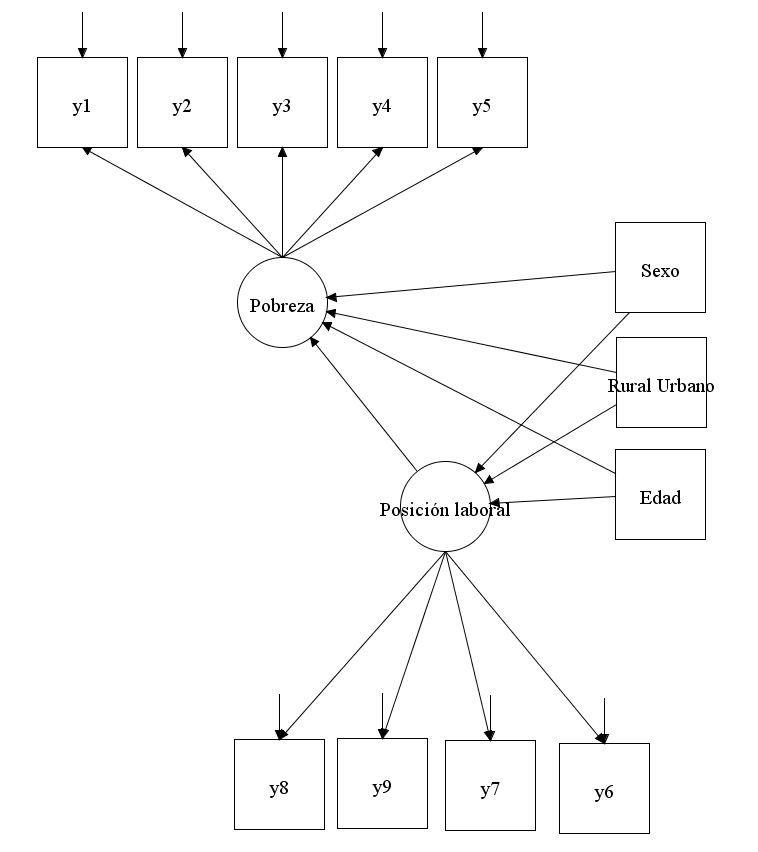 y1
y2
y3
y4
y5
Sexo
Pobreza
Rural Urbano
Edad
Posición laboral
y8
y9
y7
y6